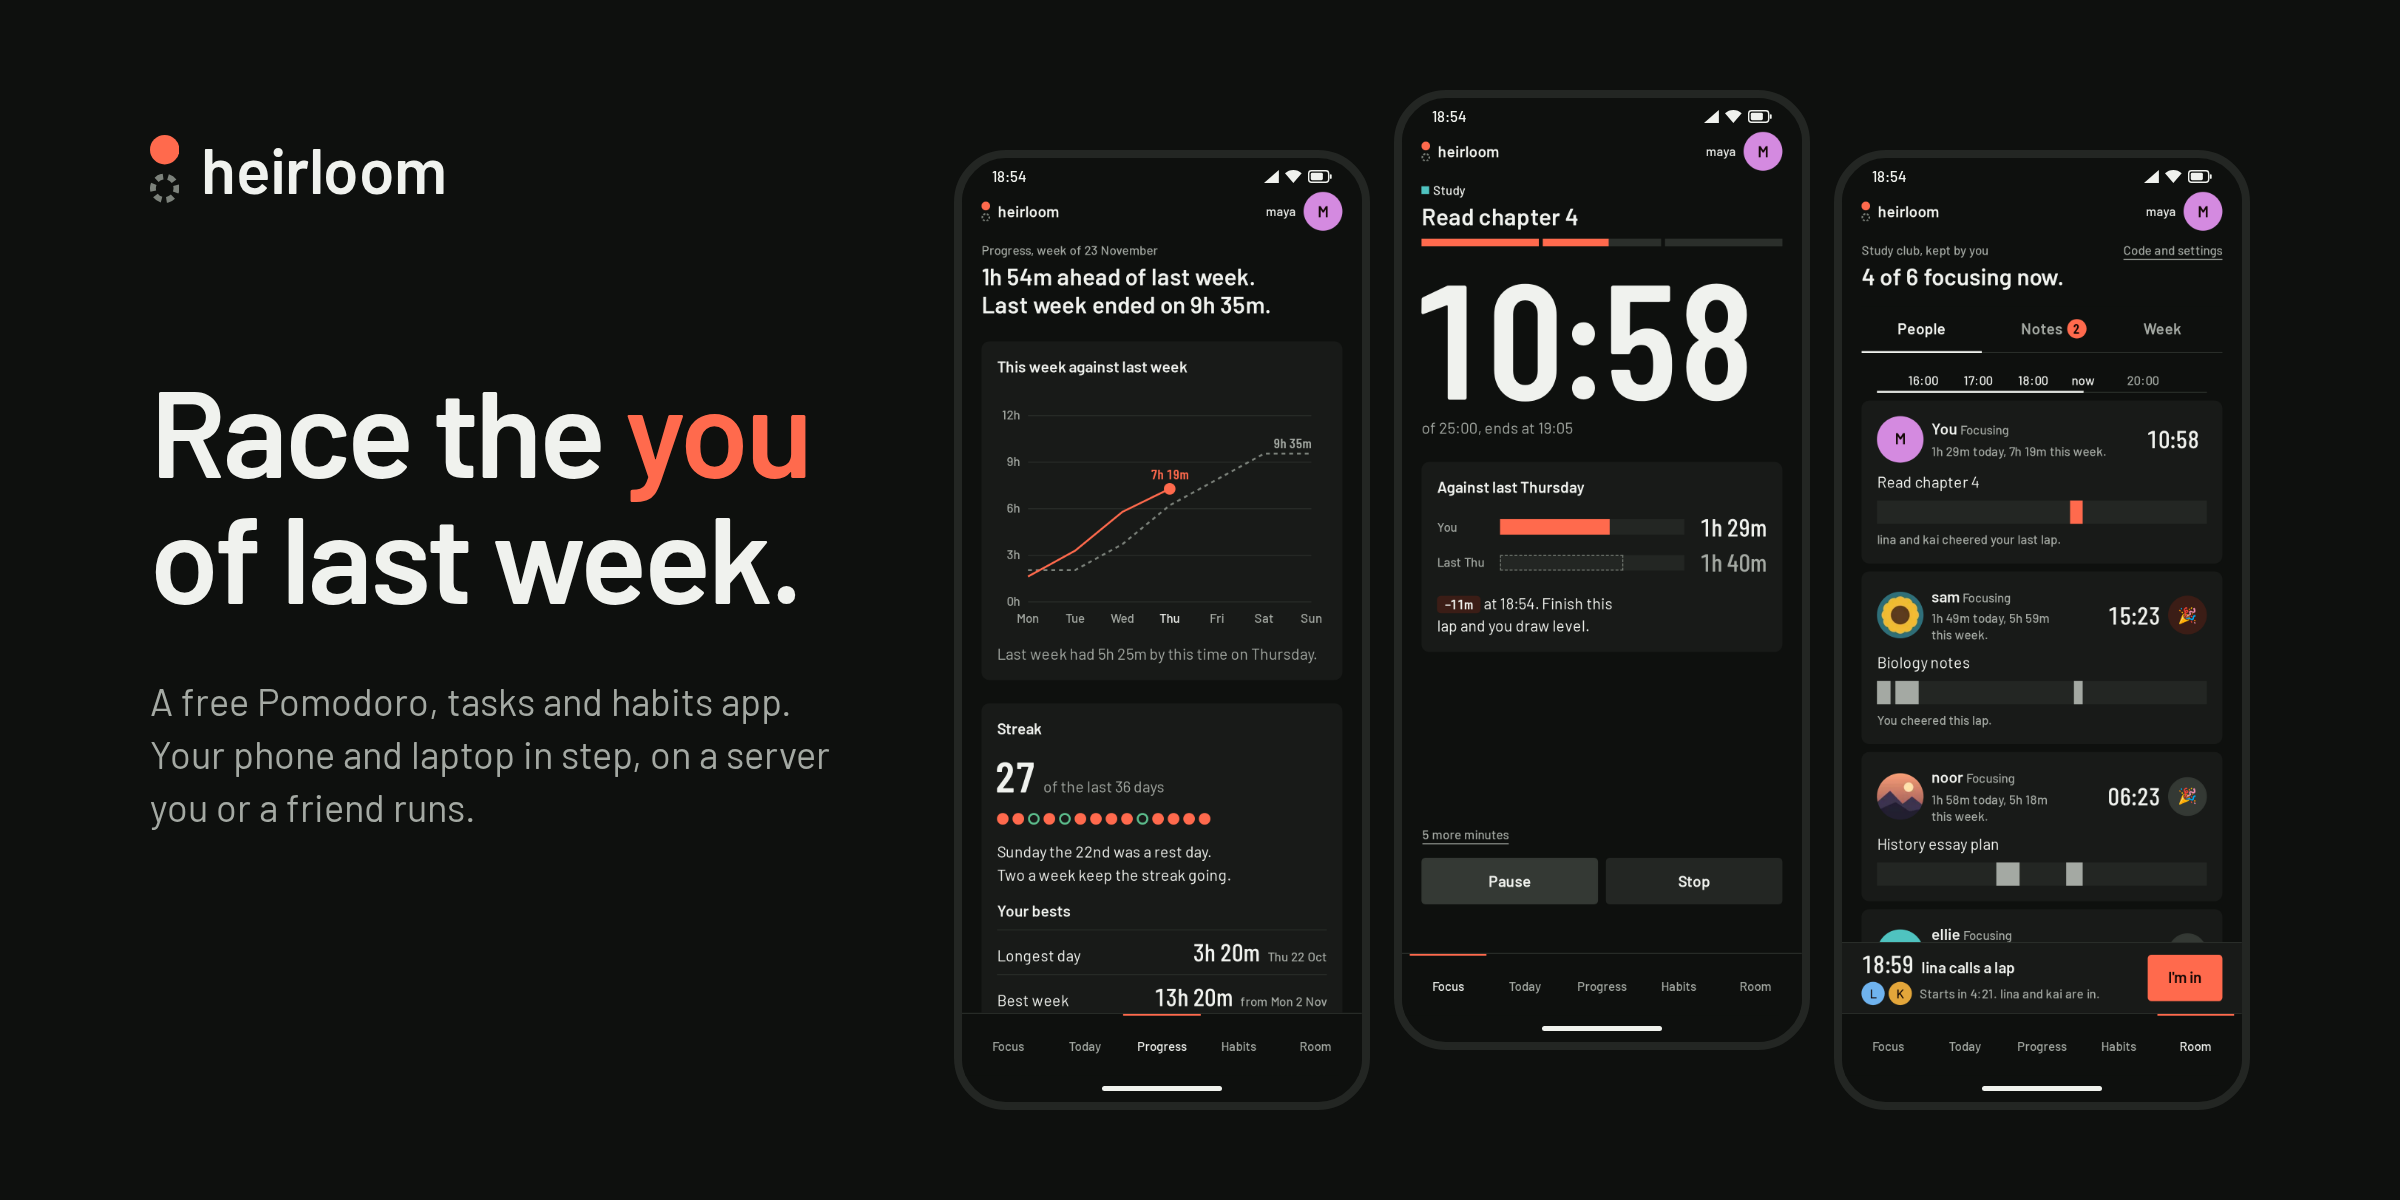 heirloom
Race the you
of last week.
A free Pomodoro, tasks and habits app.
Your phone and laptop in step, on a server
you or a friend runs.
18:54
heirloom
maya M
Progress, week of 23 November
1h 54m ahead of last week.
Last week ended on 9h 35m.
This week against last week
12h
9h 35m
9h
7h 19m
6h
3h
0h
Mon Tue Wed Thu Fri Sat Sun
Last week had 5h 25m by this time on Thursday.
Streak
27 of the last 36 days
Sunday the 22nd was a rest day.
Two a week keep the streak going.
Your bests
Longest day 3h 20m Thu 22 Oct
Best week 13h 20m from Mon 2 Nov
Focus Today Progress Habits Room
18:54
heirloom
maya M
Study
Read chapter 4
10:58
of 25:00, ends at 19:05
Against last Thursday
You 1h 29m
Last Thu 1h 40m
-11m at 18:54. Finish this
lap and you draw level.
5 more minutes
Pause Stop
Focus Today Progress Habits Room
18:54
heirloom
maya M
Study club, kept by you Code and settings
4 of 6 focusing now.
People Notes 2 Week
16:00 17:00 18:00 now 20:00
M
You Focusing
1h 29m today, 7h 19m this week.
10:58
Read chapter 4
lina and kai cheered your last lap.
sam Focusing
1h 49m today, 5h 59m
this week.
15:23
Biology notes
You cheered this lap.
noor Focusing
1h 58m today, 5h 18m
this week.
06:23
History essay plan
ellie Focusing
18:59 lina calls a lap
L K Starts in 4:21. lina and kai are in.
I'm in
Focus Today Progress Habits Room